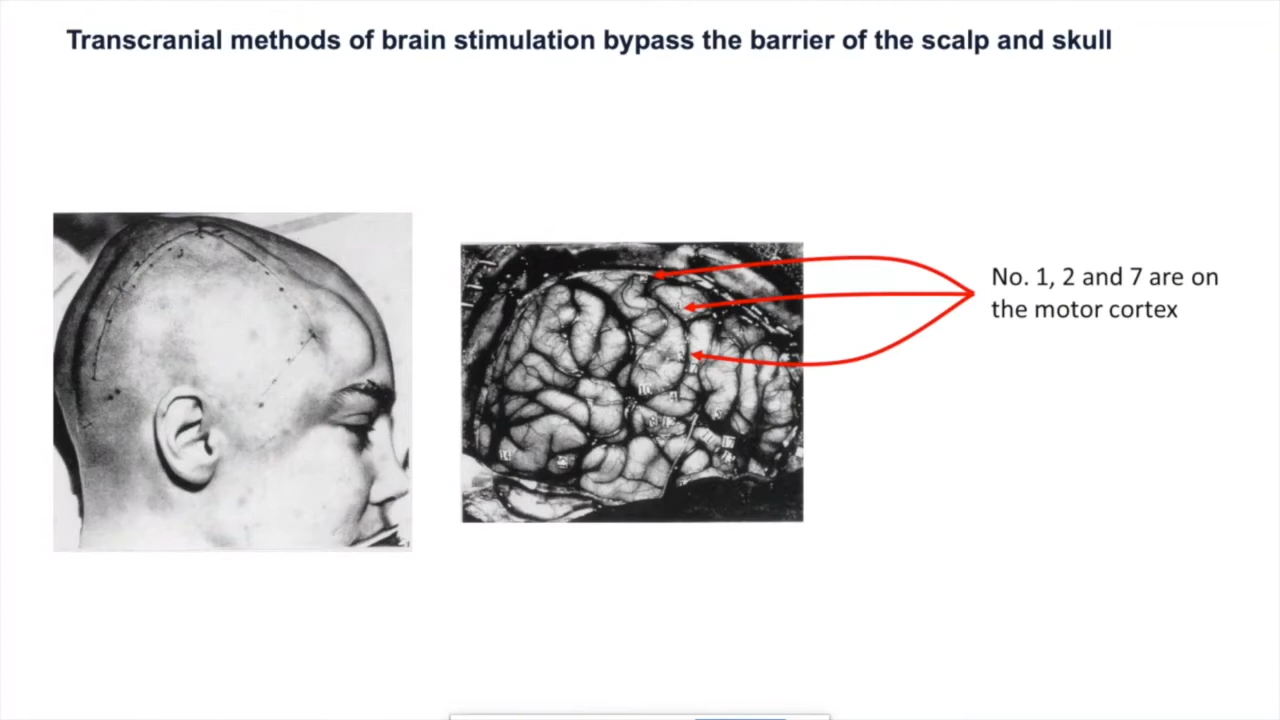 Transcranial methods of brain stimulation bypass the barrier of the scalp and skull
No. 1, 2 and 7 are on
the motor cortex